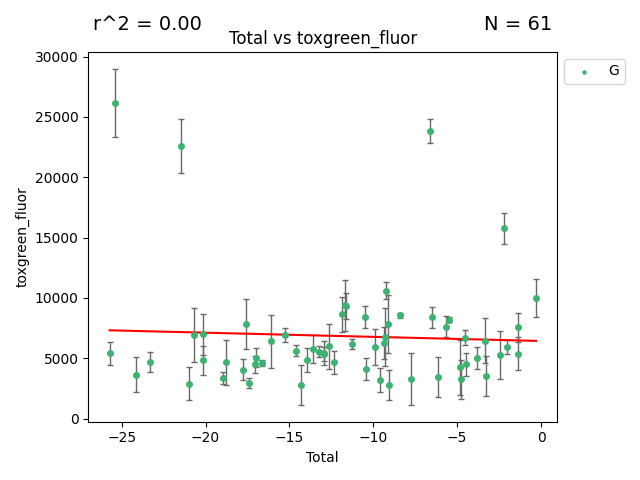 r^2 = 0.00
N = 61
Total vs toxgreen_fluor
G
30000
25000
20000
15000
10000
5000
0
toxgreen_fluor
−25
−20
−15
−10
−5
0
Total